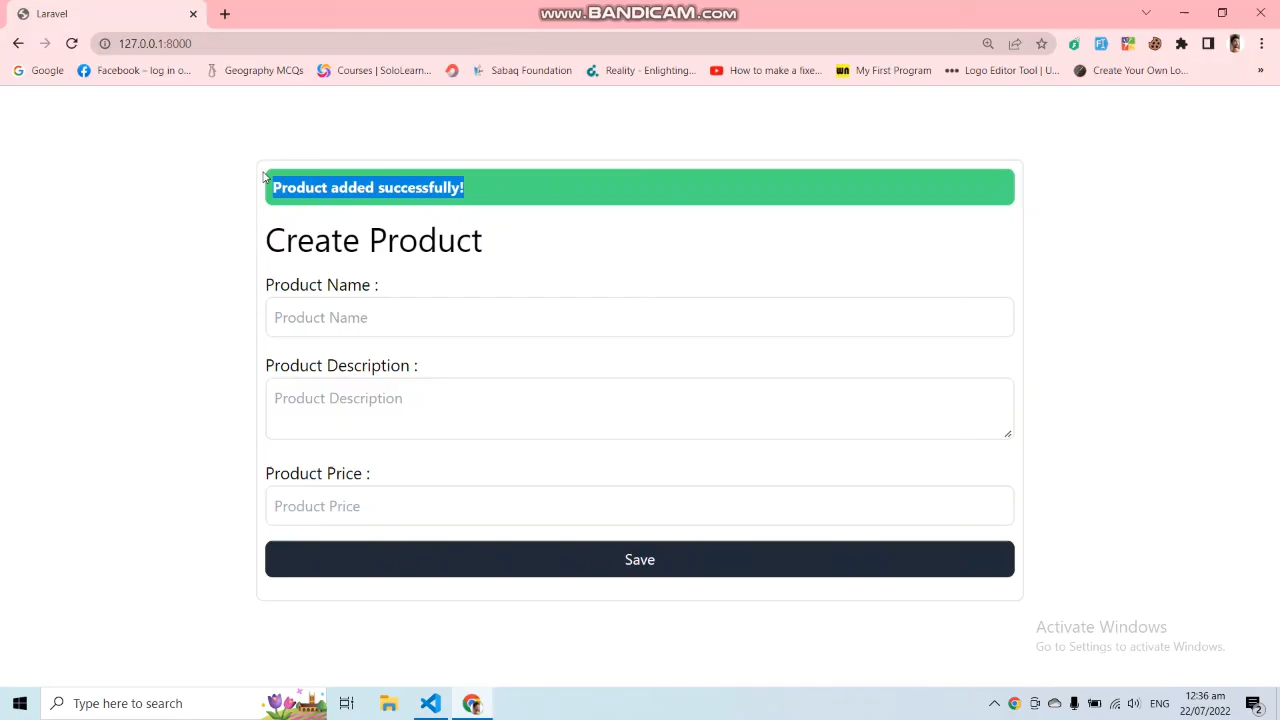 Laravel
www.BANDICAM.com
127.0.0.1:8000
Google
Facebook log in o...
Geography MCQs
Courses | SoloLearn...
Sabaq Foundation
Reality - Enlighting...
How to make a fixe...
wn
My First Program
Logo Editor Tool | U...
Create Your Own Lo...
»
Product added successfully!
Create Product
Product Name :
Product Name
Product Description :
Product Description
Product Price :
Product Price
Save
Activate Windows
Go to Settings to activate Windows.
Type here to search
ENG
12:36 am
22/07/2022
2